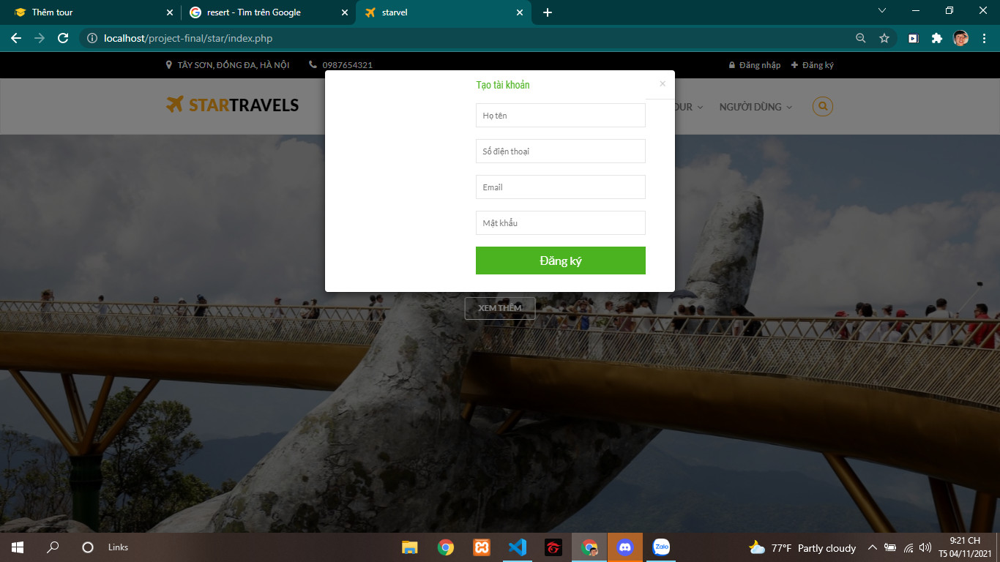 Thêm tour
resert - Tìm trên Google
starvel
localhost/project-final/star/index.php
TÂY SƠN, ĐỐNG ĐA, HÀ NỘI
0987654321
Đăng nhập
Đăng ký
STARTRAVELS
OUR
NGƯỜI DÙNG
Tạo tài khoản
×
Họ tên
Số điện thoại
Email
Mật khẩu
Đăng ký
XEM THÊM
Links
Zalo
77°F Partly cloudy
9:21 CH
T5 04/11/2021